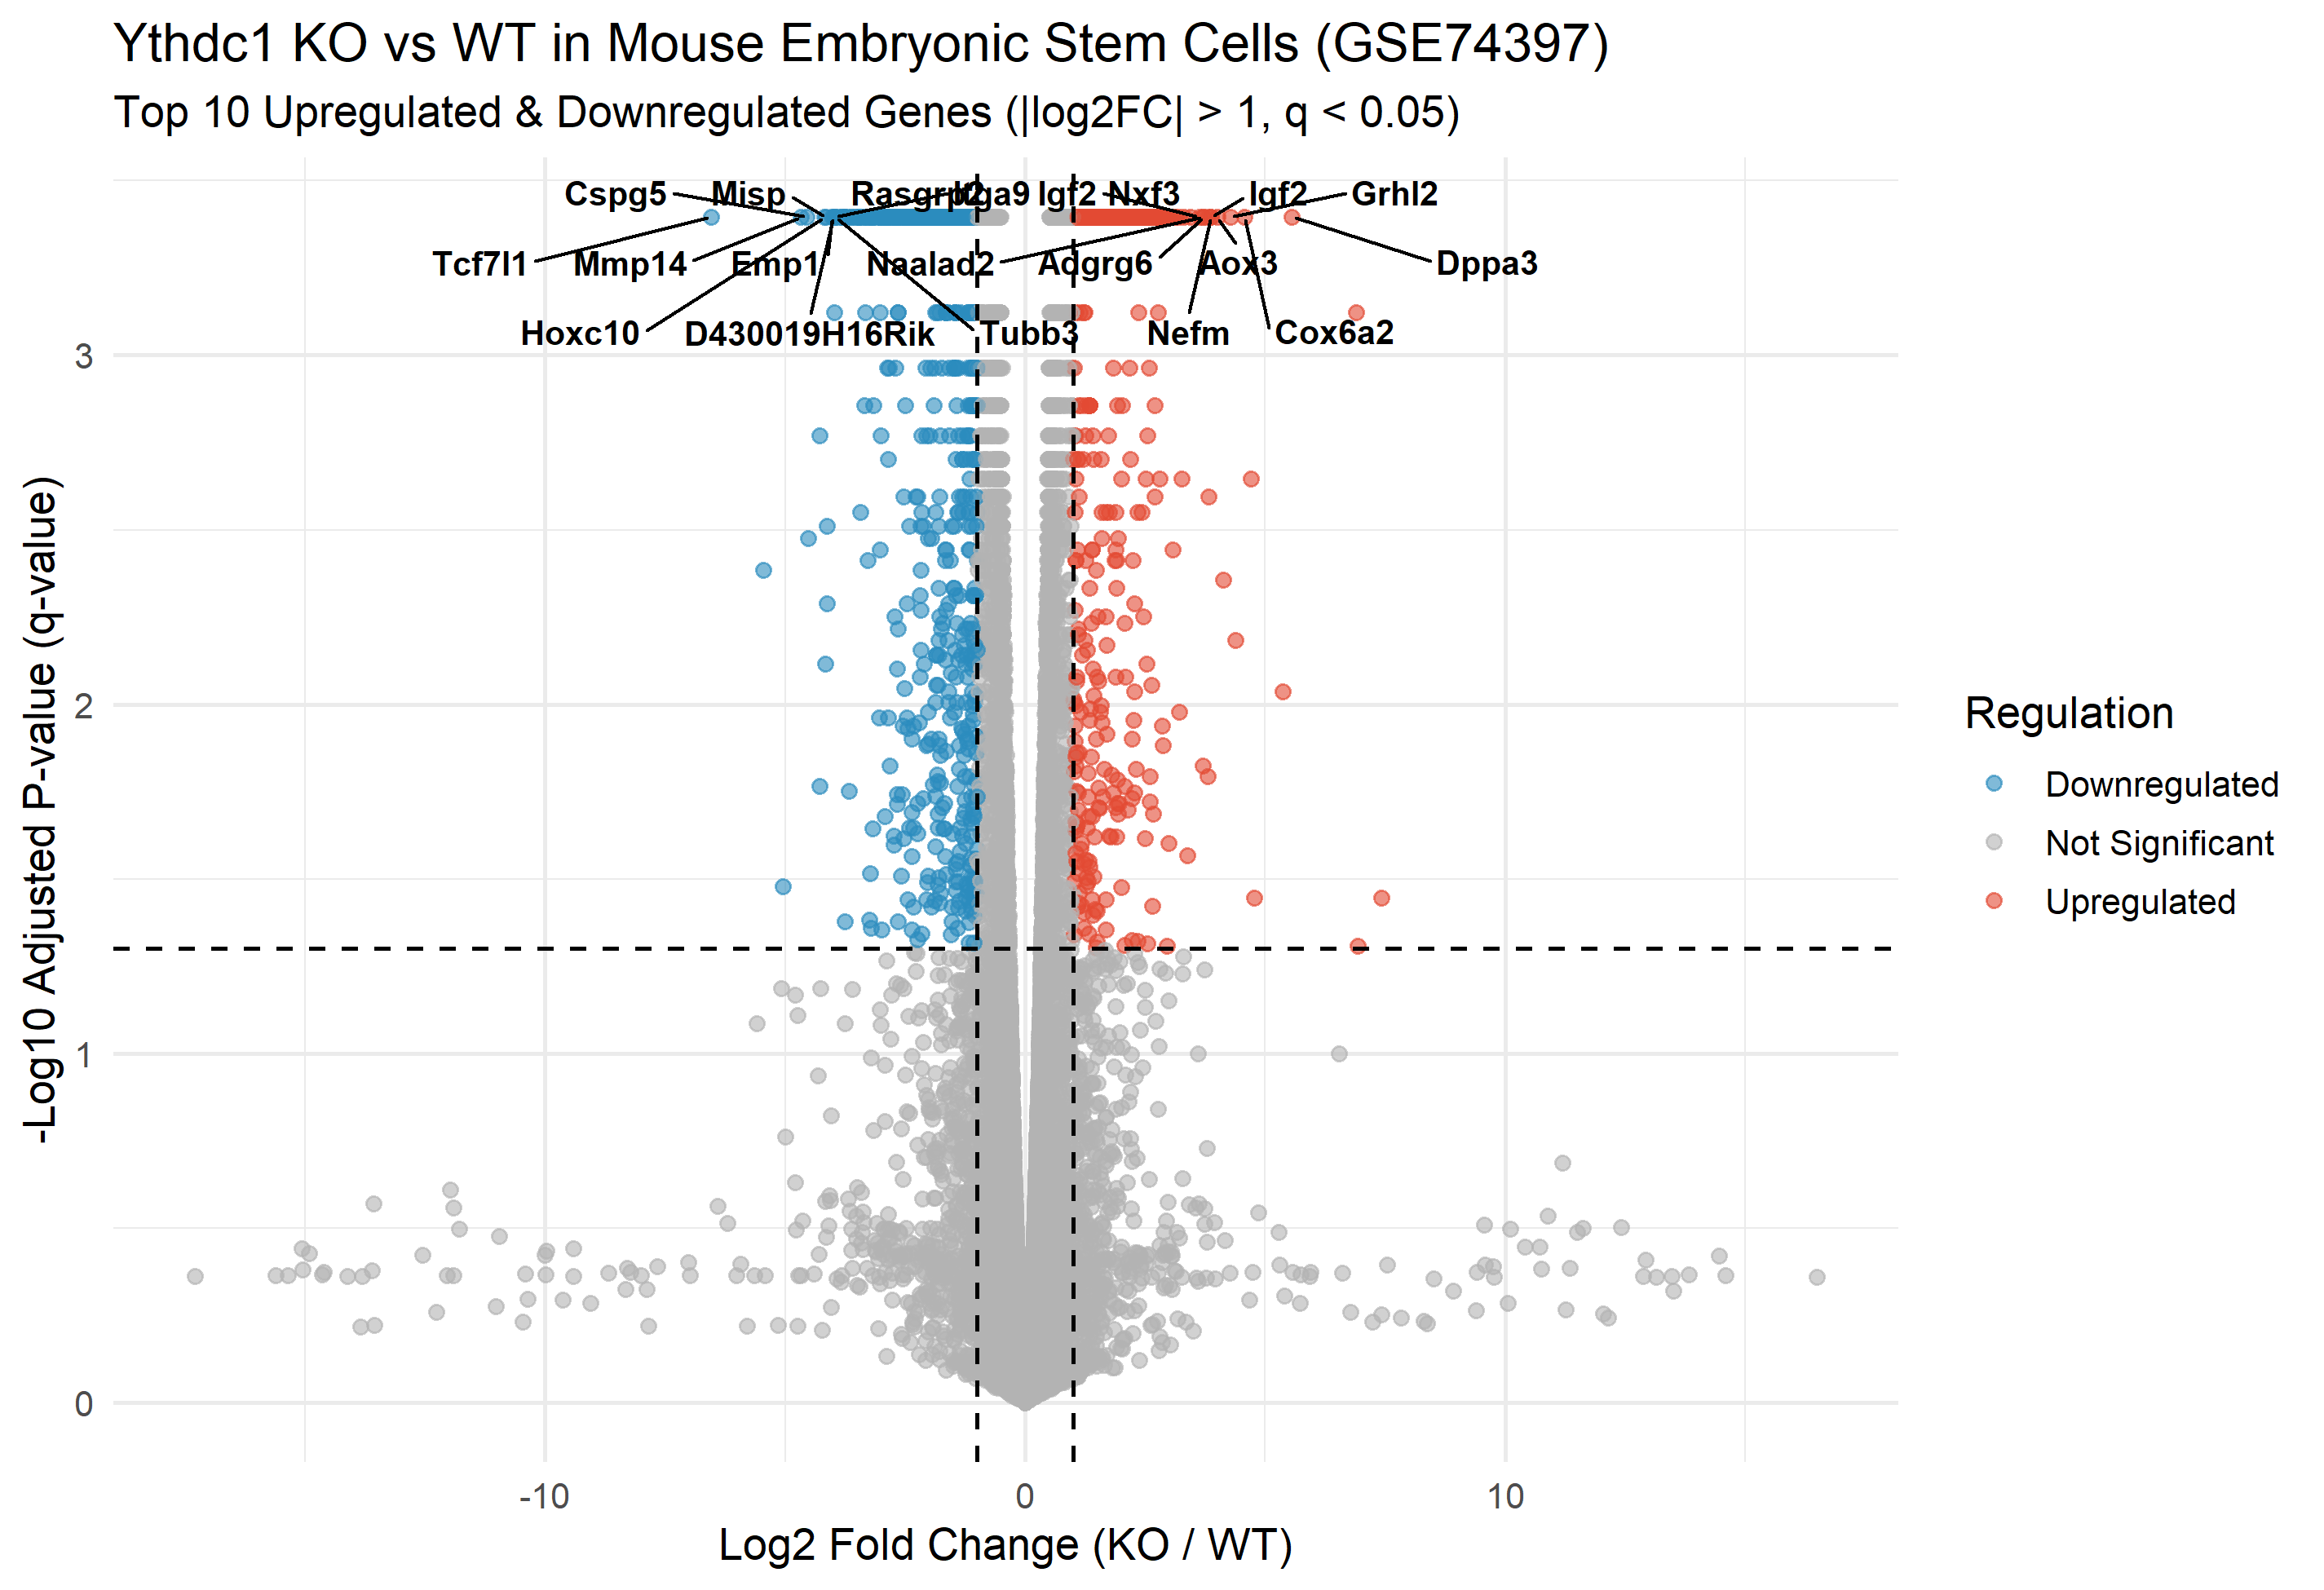 Ythdc1 KO vs WT in Mouse Embryonic Stem Cells (GSE74397)
Top 10 Upregulated & Downregulated Genes (|log2FC| > 1, q < 0.05)
Cspg5 Misp Rasgrp2 Itga9 Igf2 Nxf3 Igf2 Grhl2
Tcf7l1 Mmp14 Emp1 Naalad2 Adgrg6 Aox3 Dppa3
Hoxc10 D430019H16Rik Tubb3 Nefm Cox6a2
3
2
1
0
-Log10 Adjusted P-value (q-value)
-10 0 10
Log2 Fold Change (KO / WT)
Regulation
Downregulated
Not Significant
Upregulated